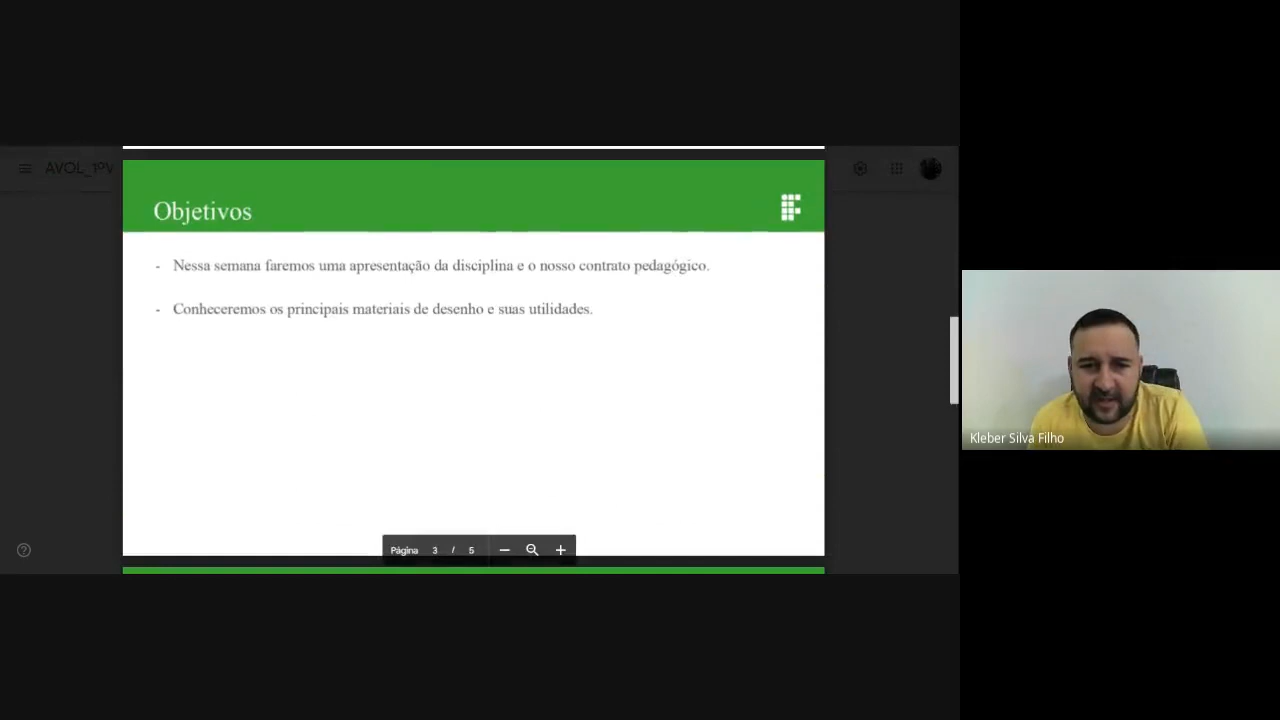 AVOL_1ºV
Objetivos
- Nessa semana faremos uma apresentação da disciplina e o nosso contrato pedagógico.
- Conheceremos os principais materiais de desenho e suas utilidades.
Kleber Silva Filho
Página 3 / 5